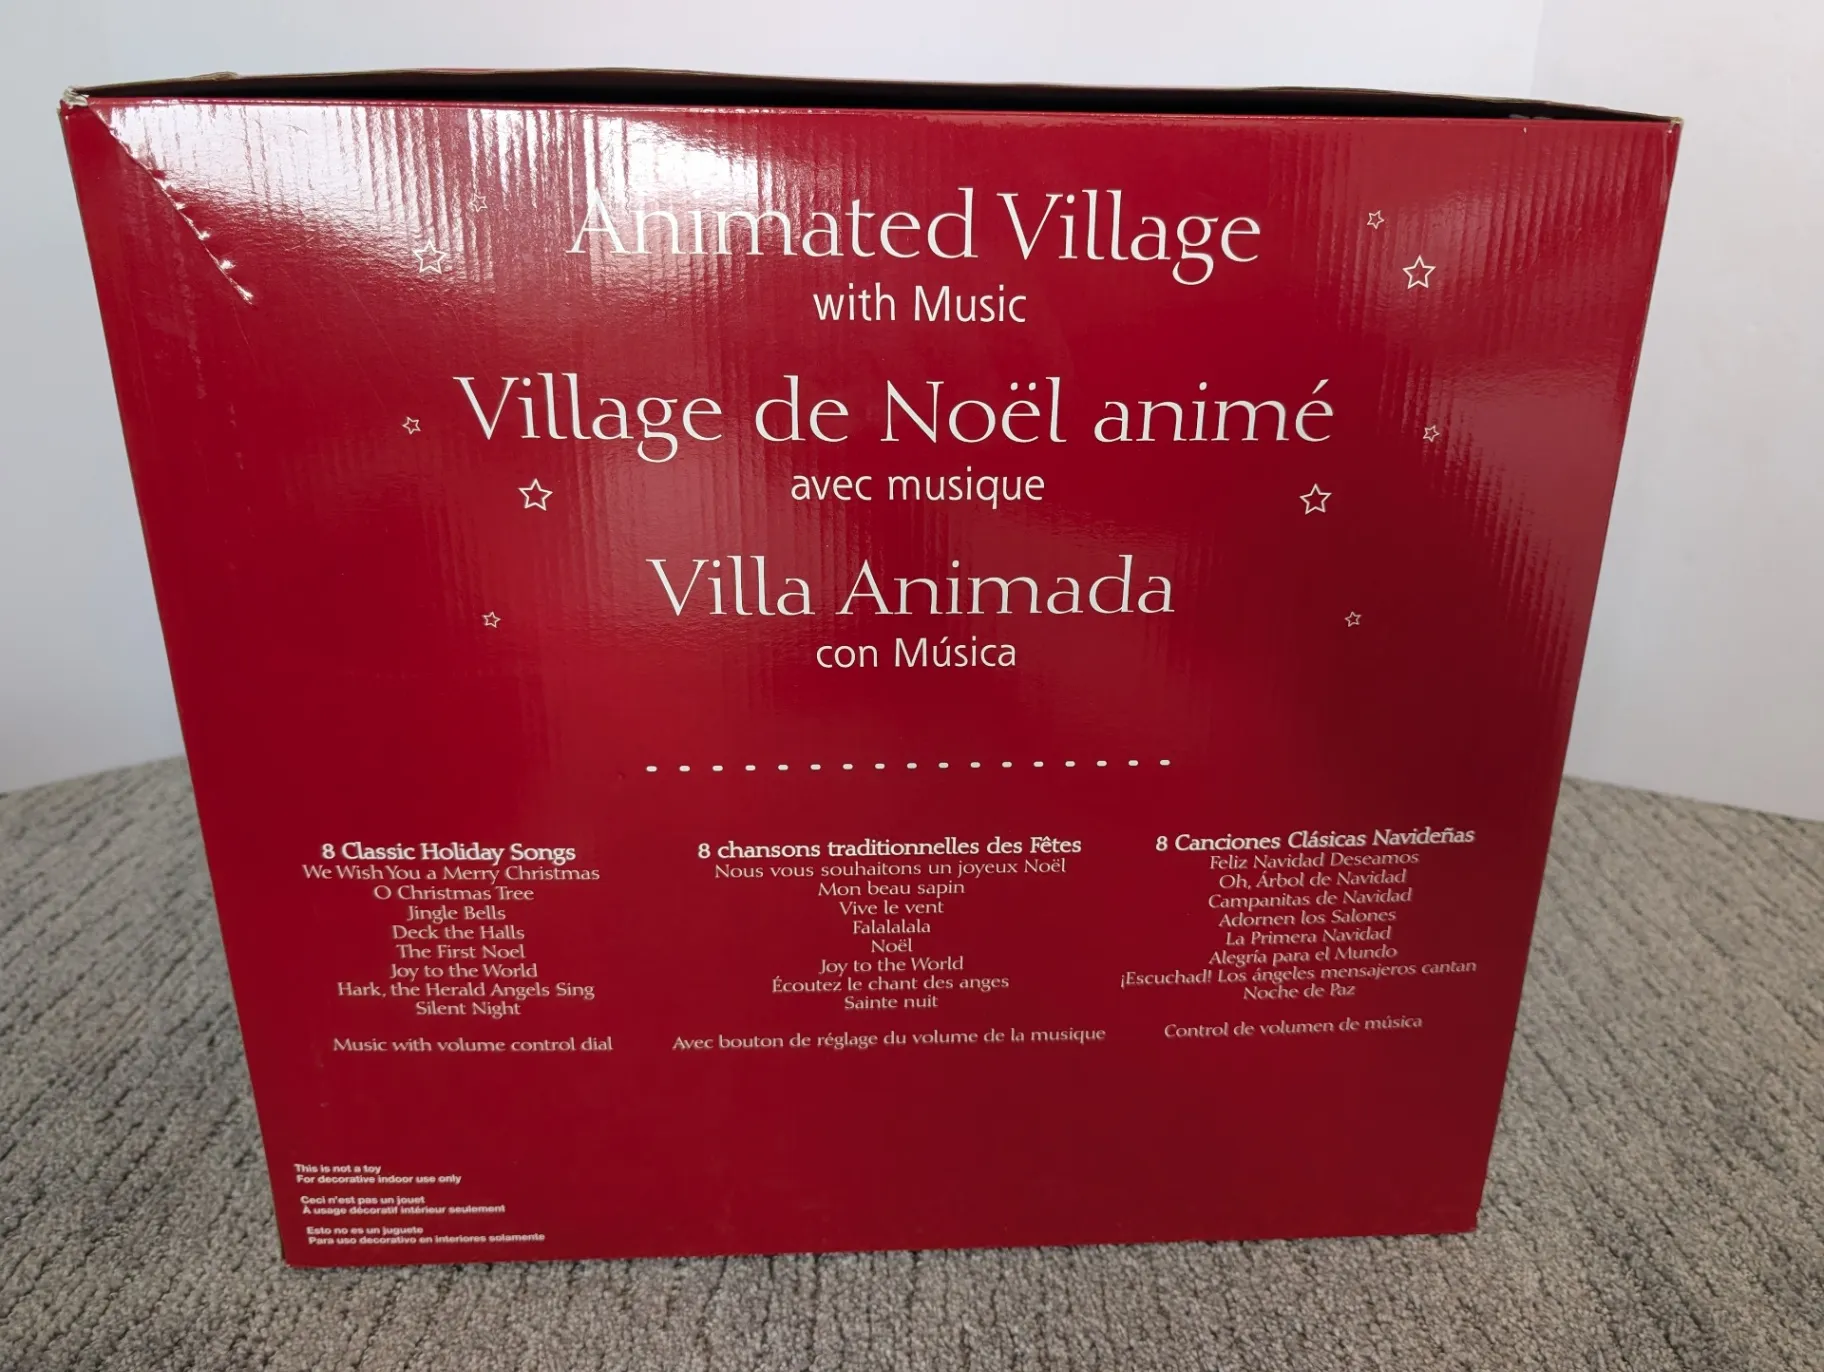 Animated Village
with Music
Village de Noël animé
avec musique
Villa Animada
con Música
8 Classic Holiday Songs
We Wish You a Merry Christmas
O Christmas Tree
Jingle Bells
Deck the Halls
The First Noel
Joy to the World
Hark, the Herald Angels Sing
Silent Night
Music with volume control dial
8 chansons traditionnelles des Fêtes
Nous vous souhaitons un joyeux Noël
Mon beau sapin
Vive le vent
Falalalala
Noël
Joy to the World
Écoutez le chant des anges
Sainte nuit
Avec bouton de réglage du volume de la musique
8 Canciones Clásicas Navideñas
Feliz Navidad Deseamos
Oh, Árbol de Navidad
Campanitas de Navidad
Adornen los Salones
La Primera Navidad
Alegría para el Mundo
¡Escuchad! Los ángeles mensajeros cantan
Noche de Paz
Control de volumen de música
This is not a toy
For decorative indoor use only
Ceci n'est pas un jouet
À usage décoratif intérieur seulement
Esto no es un juguete
Para uso decorativo en interiores solamente